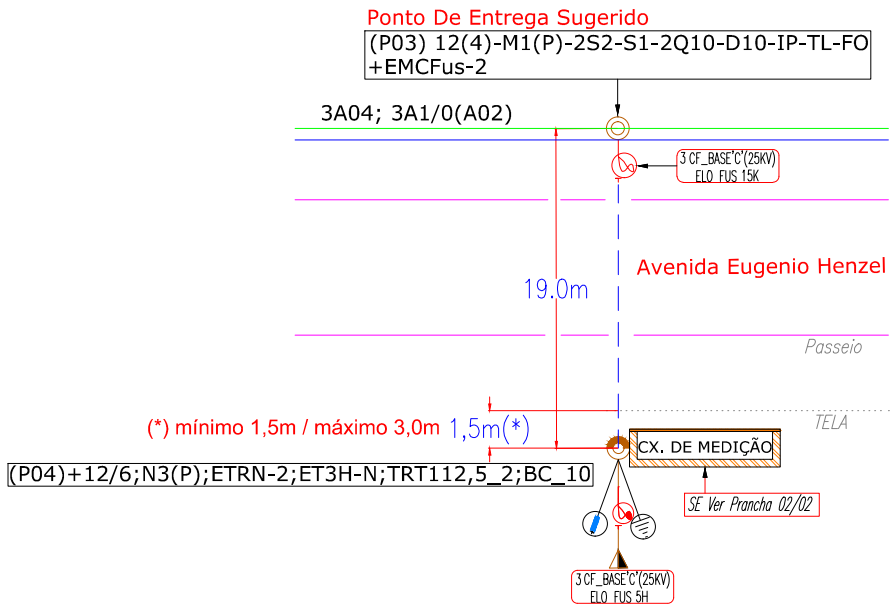 Ponto De Entrega Sugerido
(P03) 12(4)-M1(P)-2S2-S1-2Q10-D10-IP-TL-FO
+EMCFus-2
3A04; 3A1/0(A02)
3 CF_BASE'C'(25KV)
ELO FUS 15K
Avenida Eugenio Henzel
19.0m
Passeio
(*) mínimo 1,5m / máximo 3,0m
1,5m(*)
TELA
CX. DE MEDIÇÃO
(P04)+12/6;N3(P);ETRN-2;ET3H-N;TRT112,5_2;BC_10
SE Ver Prancha 02/02
3 CF_BASE'C'(25KV)
ELO FUS 5H